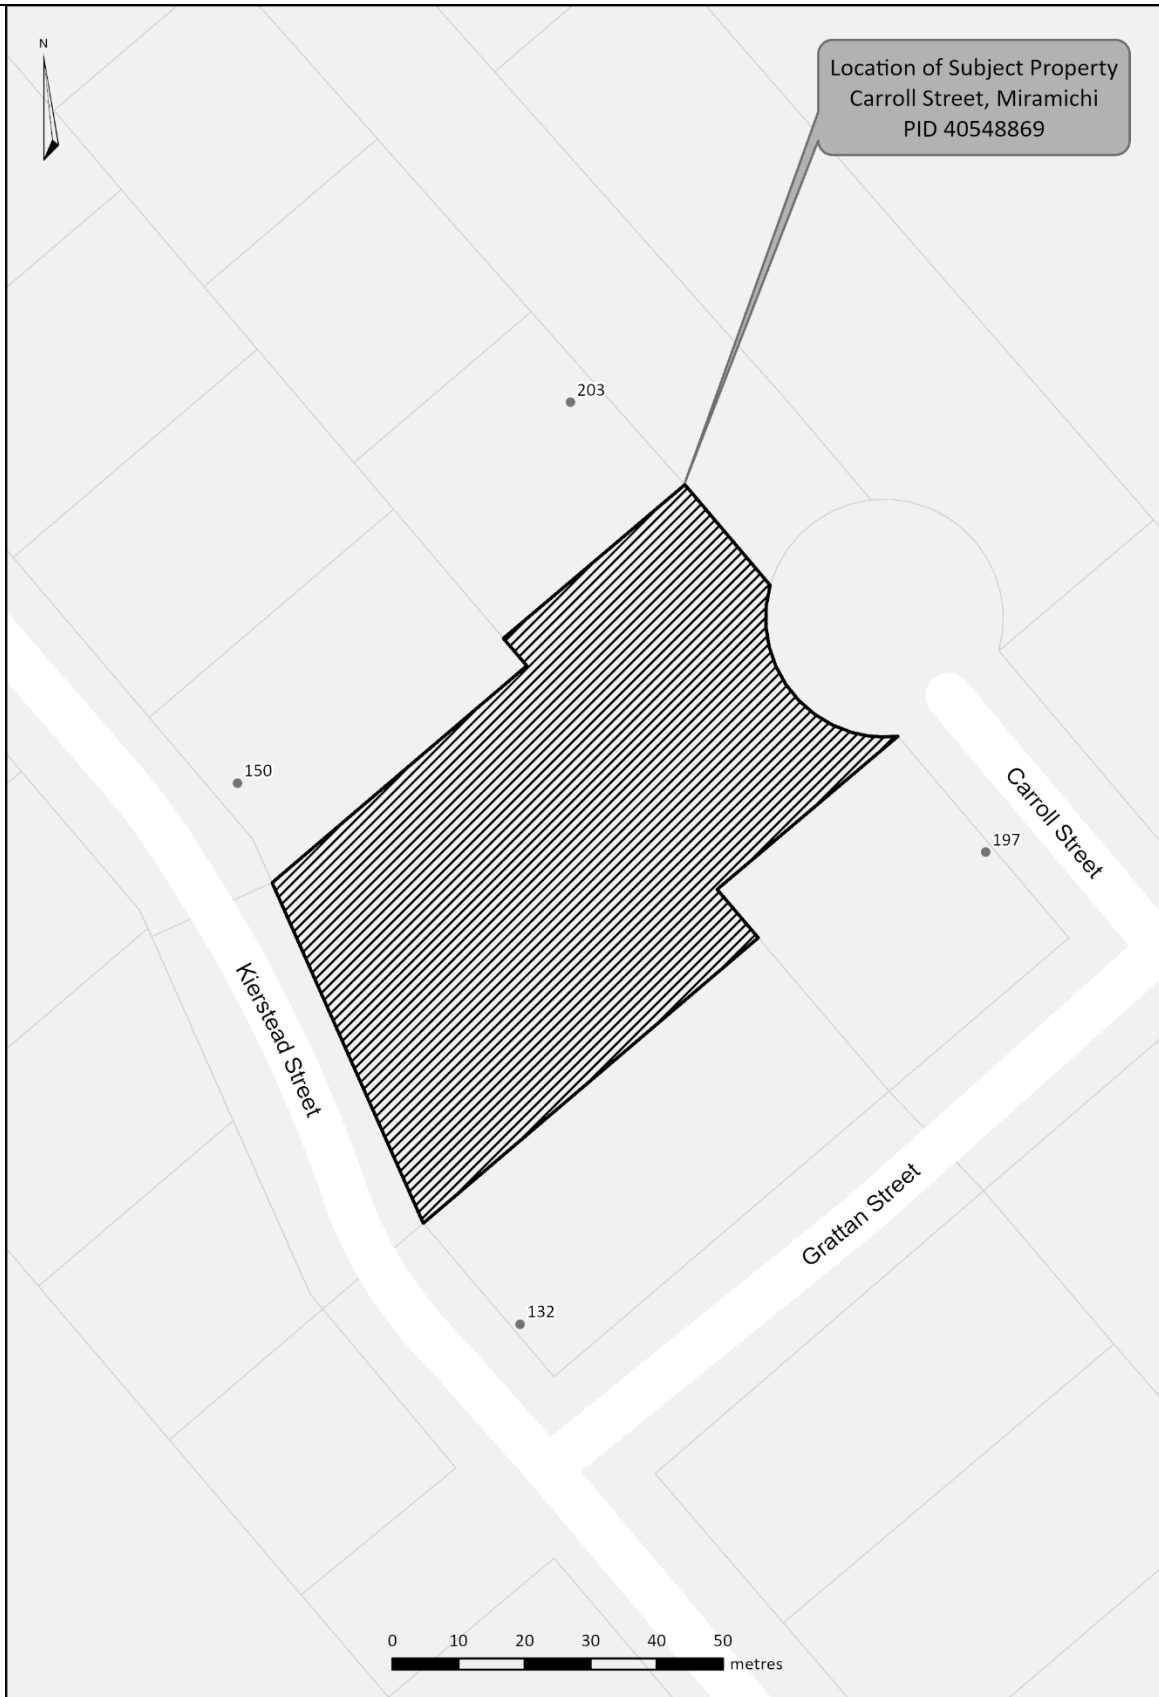 N
Location of Subject Property
Carroll Street, Miramichi
PID 40548869
203
150
Carroll Street
197
Kierstead Street
Grattan Street
132
0 10 20 30 40 50
metres